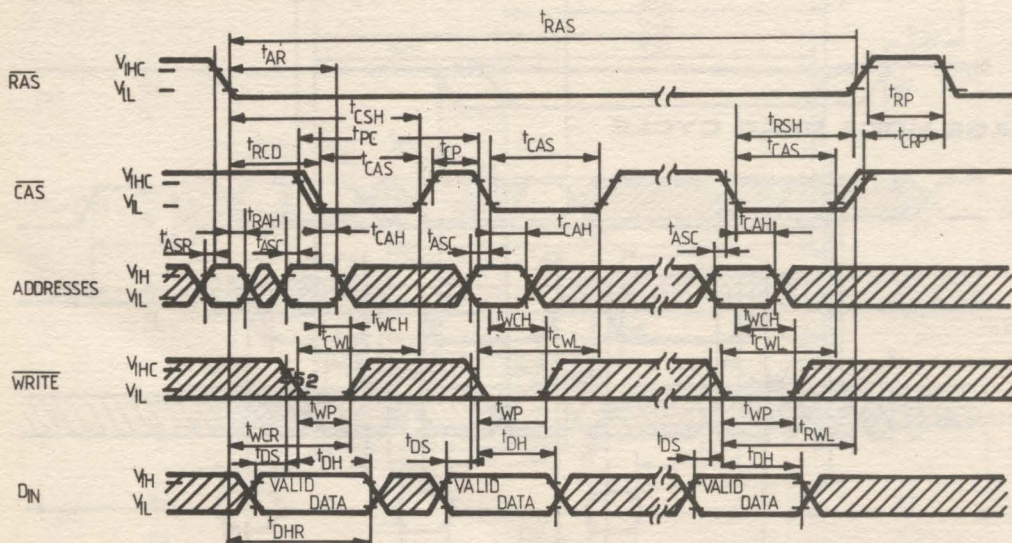 tRAS
tAR
RAS VIHC
VIL
tCSH
tPC
tRP
tRSH
tRCD tCAS tCP tCAS tCAS tCRP
CAS VIHC
VIL
tRAH
tASR tASC tCAH tASC tCAH tASC tCAH
ADDRESSES VIH
VIL
tWCH tWCH tWCH
tCWL tCWL tCWL
WRITE VIHC
VIL
tWP tWP tWP
tWCR tRWL
tDS tDH tDS tDH tDS tDH
DIN VIH
VIL
VALID DATA VALID DATA VALID DATA
tDHR